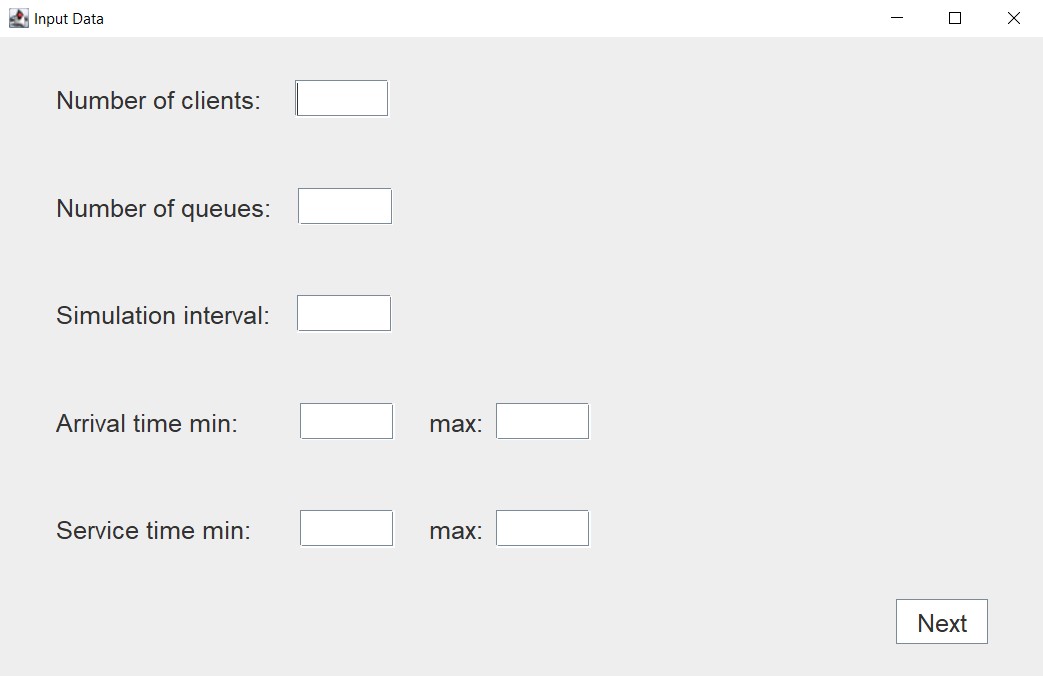 Input Data
Number of clients:
Number of queues:
Simulation interval:
Arrival time min: max:
Service time min: max:
Next